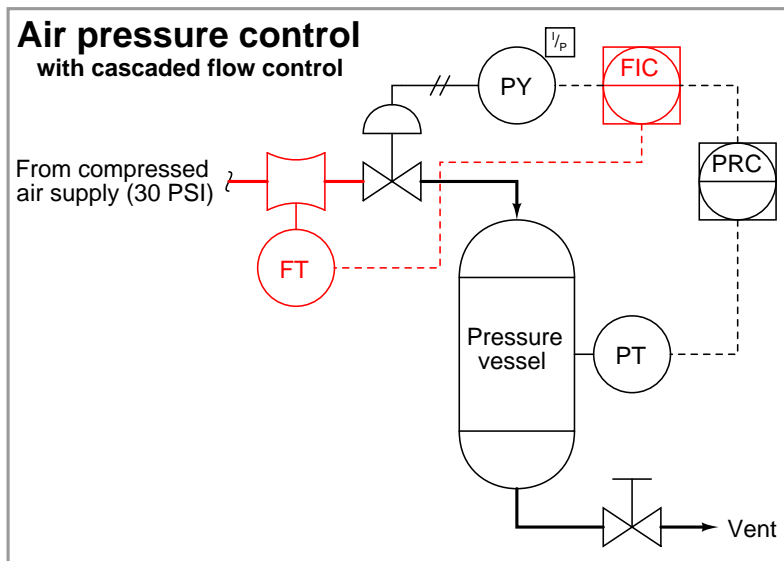 Air pressure control
with cascaded flow control
I/P
PY
FIC
From compressed
air supply (30 PSI)
PRC
FT
Pressure
vessel
PT
Vent